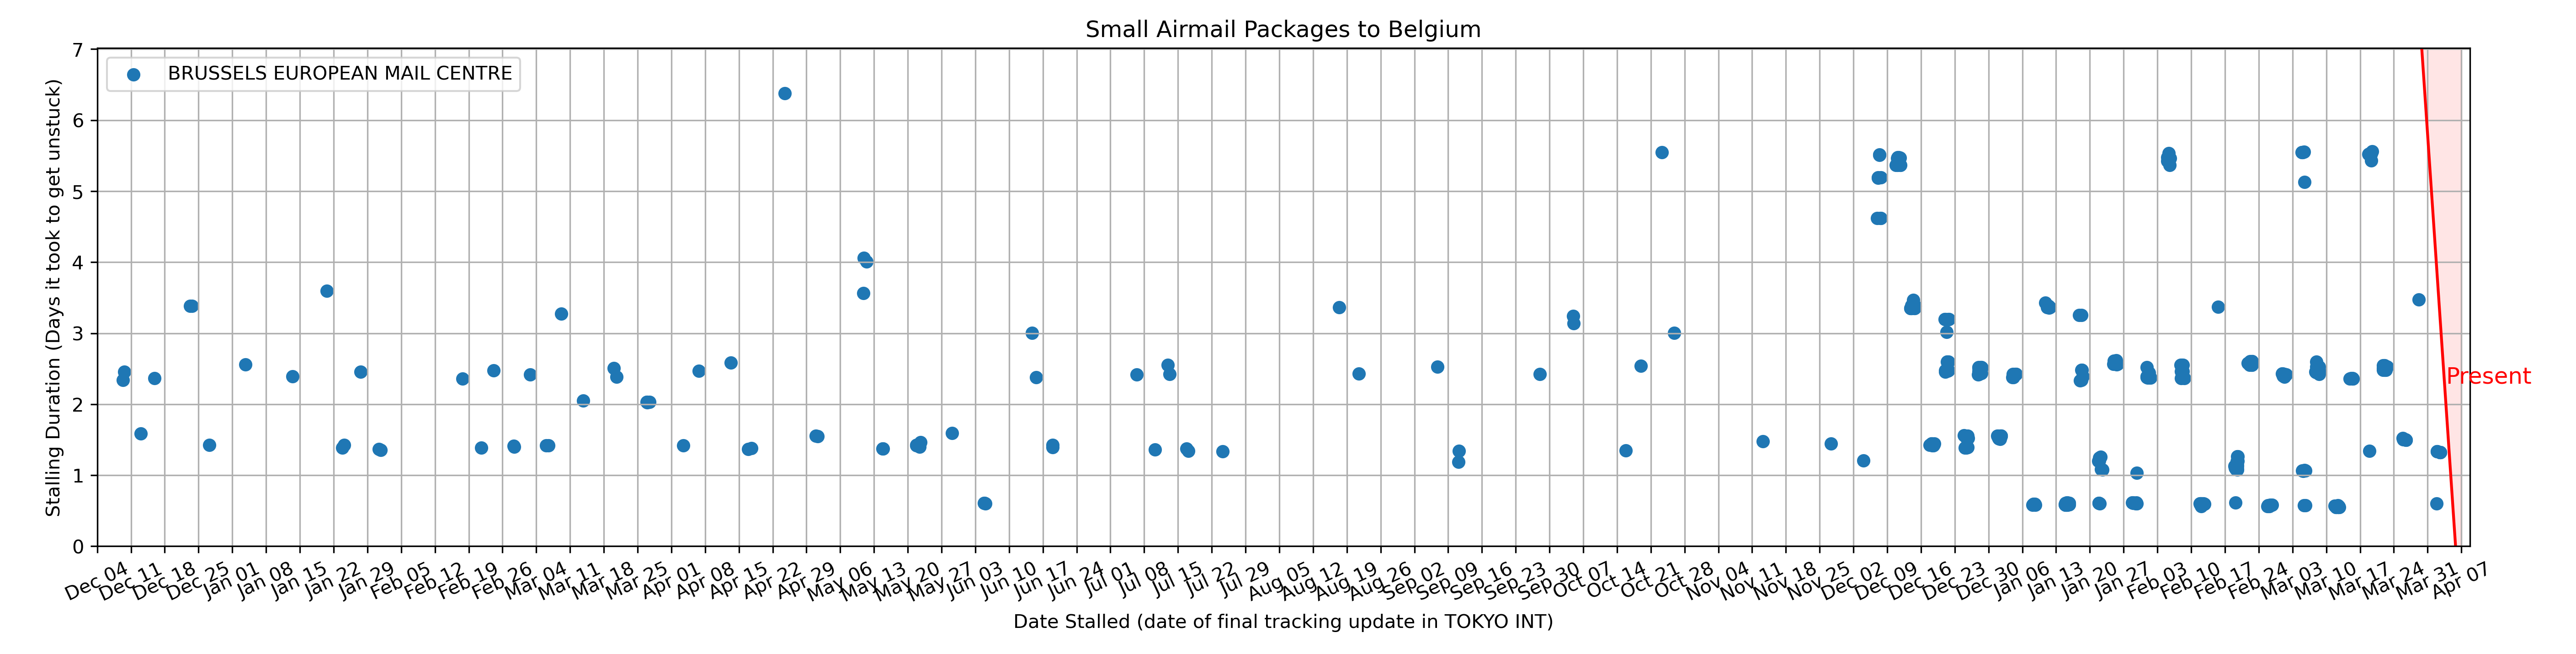 Small Airmail Packages to Belgium
BRUSSELS EUROPEAN MAIL CENTRE
Stalling Duration (Days it took to get unstuck)
7
6
5
4
3
2
1
0
Present
Dec 04
Dec 11
Dec 18
Dec 25
Jan 01
Jan 08
Jan 15
Jan 22
Jan 29
Feb 05
Feb 12
Feb 19
Feb 26
Mar 04
Mar 11
Mar 18
Mar 25
Apr 01
Apr 08
Apr 15
Apr 22
Apr 29
May 06
May 13
May 20
May 27
Jun 03
Jun 10
Jun 17
Jun 24
Jul 01
Jul 08
Jul 15
Jul 22
Jul 29
Aug 05
Aug 12
Aug 19
Aug 26
Sep 02
Sep 09
Sep 16
Sep 23
Sep 30
Oct 07
Oct 14
Oct 21
Oct 28
Nov 04
Nov 11
Nov 18
Nov 25
Dec 02
Dec 09
Dec 16
Dec 23
Dec 30
Jan 06
Jan 13
Jan 20
Jan 27
Feb 03
Feb 10
Feb 17
Feb 24
Mar 03
Mar 10
Mar 17
Mar 24
Mar 31
Apr 07
Date Stalled (date of final tracking update in TOKYO INT)